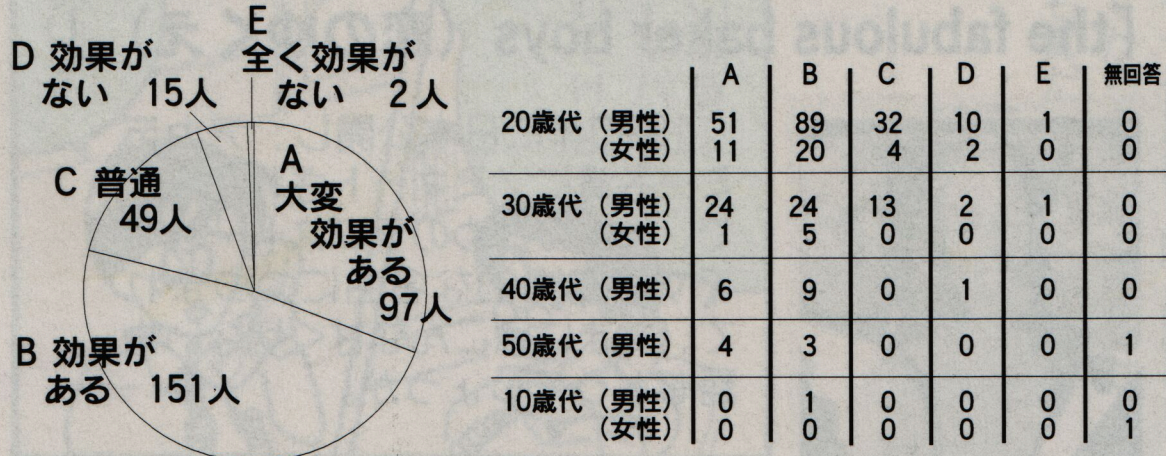 E
全く効果が
ない 2人
D 効果が
ない 15人
A
大変
効果が
ある
97人
C 普通
49人
B 効果が
ある 151人
A B C D E 無回答
20歳代(男性) 51 89 32 10 1 0
(女性) 11 20 4 2 0 0
30歳代(男性) 24 24 13 2 1 0
(女性) 1 5 0 0 0 0
40歳代(男性) 6 9 0 1 0 0
50歳代(男性) 4 3 0 0 0 1
10歳代(男性) 0 1 0 0 0 0
(女性) 0 0 0 0 0 1